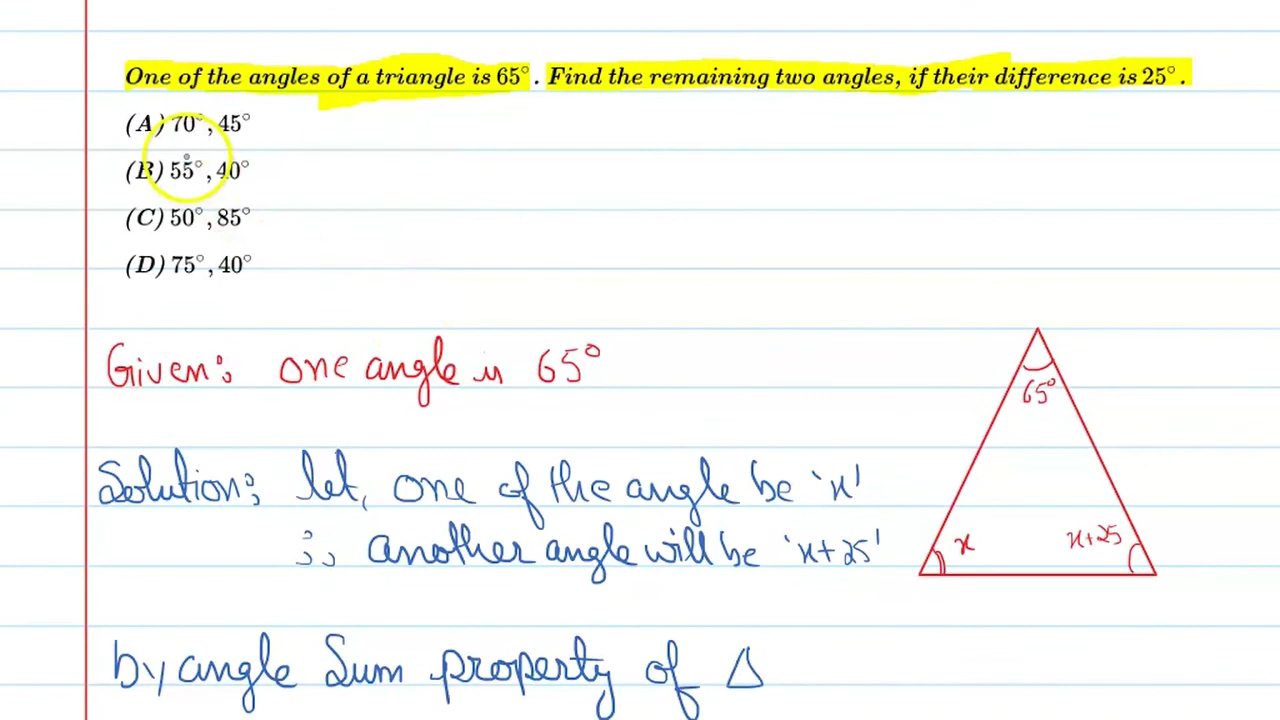 One of the angles of a triangle is 65°. Find the remaining two angles, if their difference is 25°.
(A) 70°, 45°
(B) 55°, 40°
(C) 50°, 85°
(D) 75°, 40°
Given: one angle is 65°
65°
Solution: let, one of the angle be 'x'
∴, another angle will be 'x+25'
x
x+25
by angle Sum property of Δ